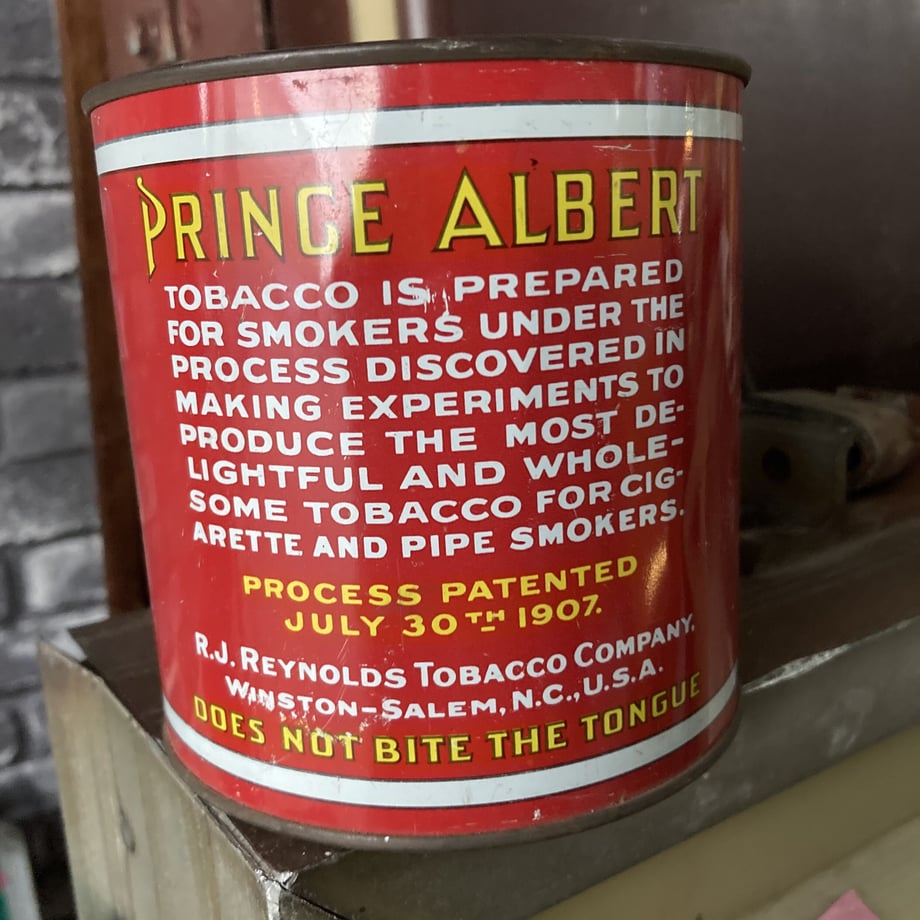 PRINCE ALBERT
TOBACCO IS PREPARED
FOR SMOKERS UNDER THE
PROCESS DISCOVERED IN
MAKING EXPERIMENTS TO
PRODUCE THE MOST DE-
LIGHTFUL AND WHOLE-
SOME TOBACCO FOR CIG-
ARETTE AND PIPE SMOKERS.
PROCESS PATENTED
JULY 30TH 1907.
R.J. REYNOLDS TOBACCO COMPANY,
WINSTON-SALEM, N.C., U.S.A.
DOES NOT BITE THE TONGUE